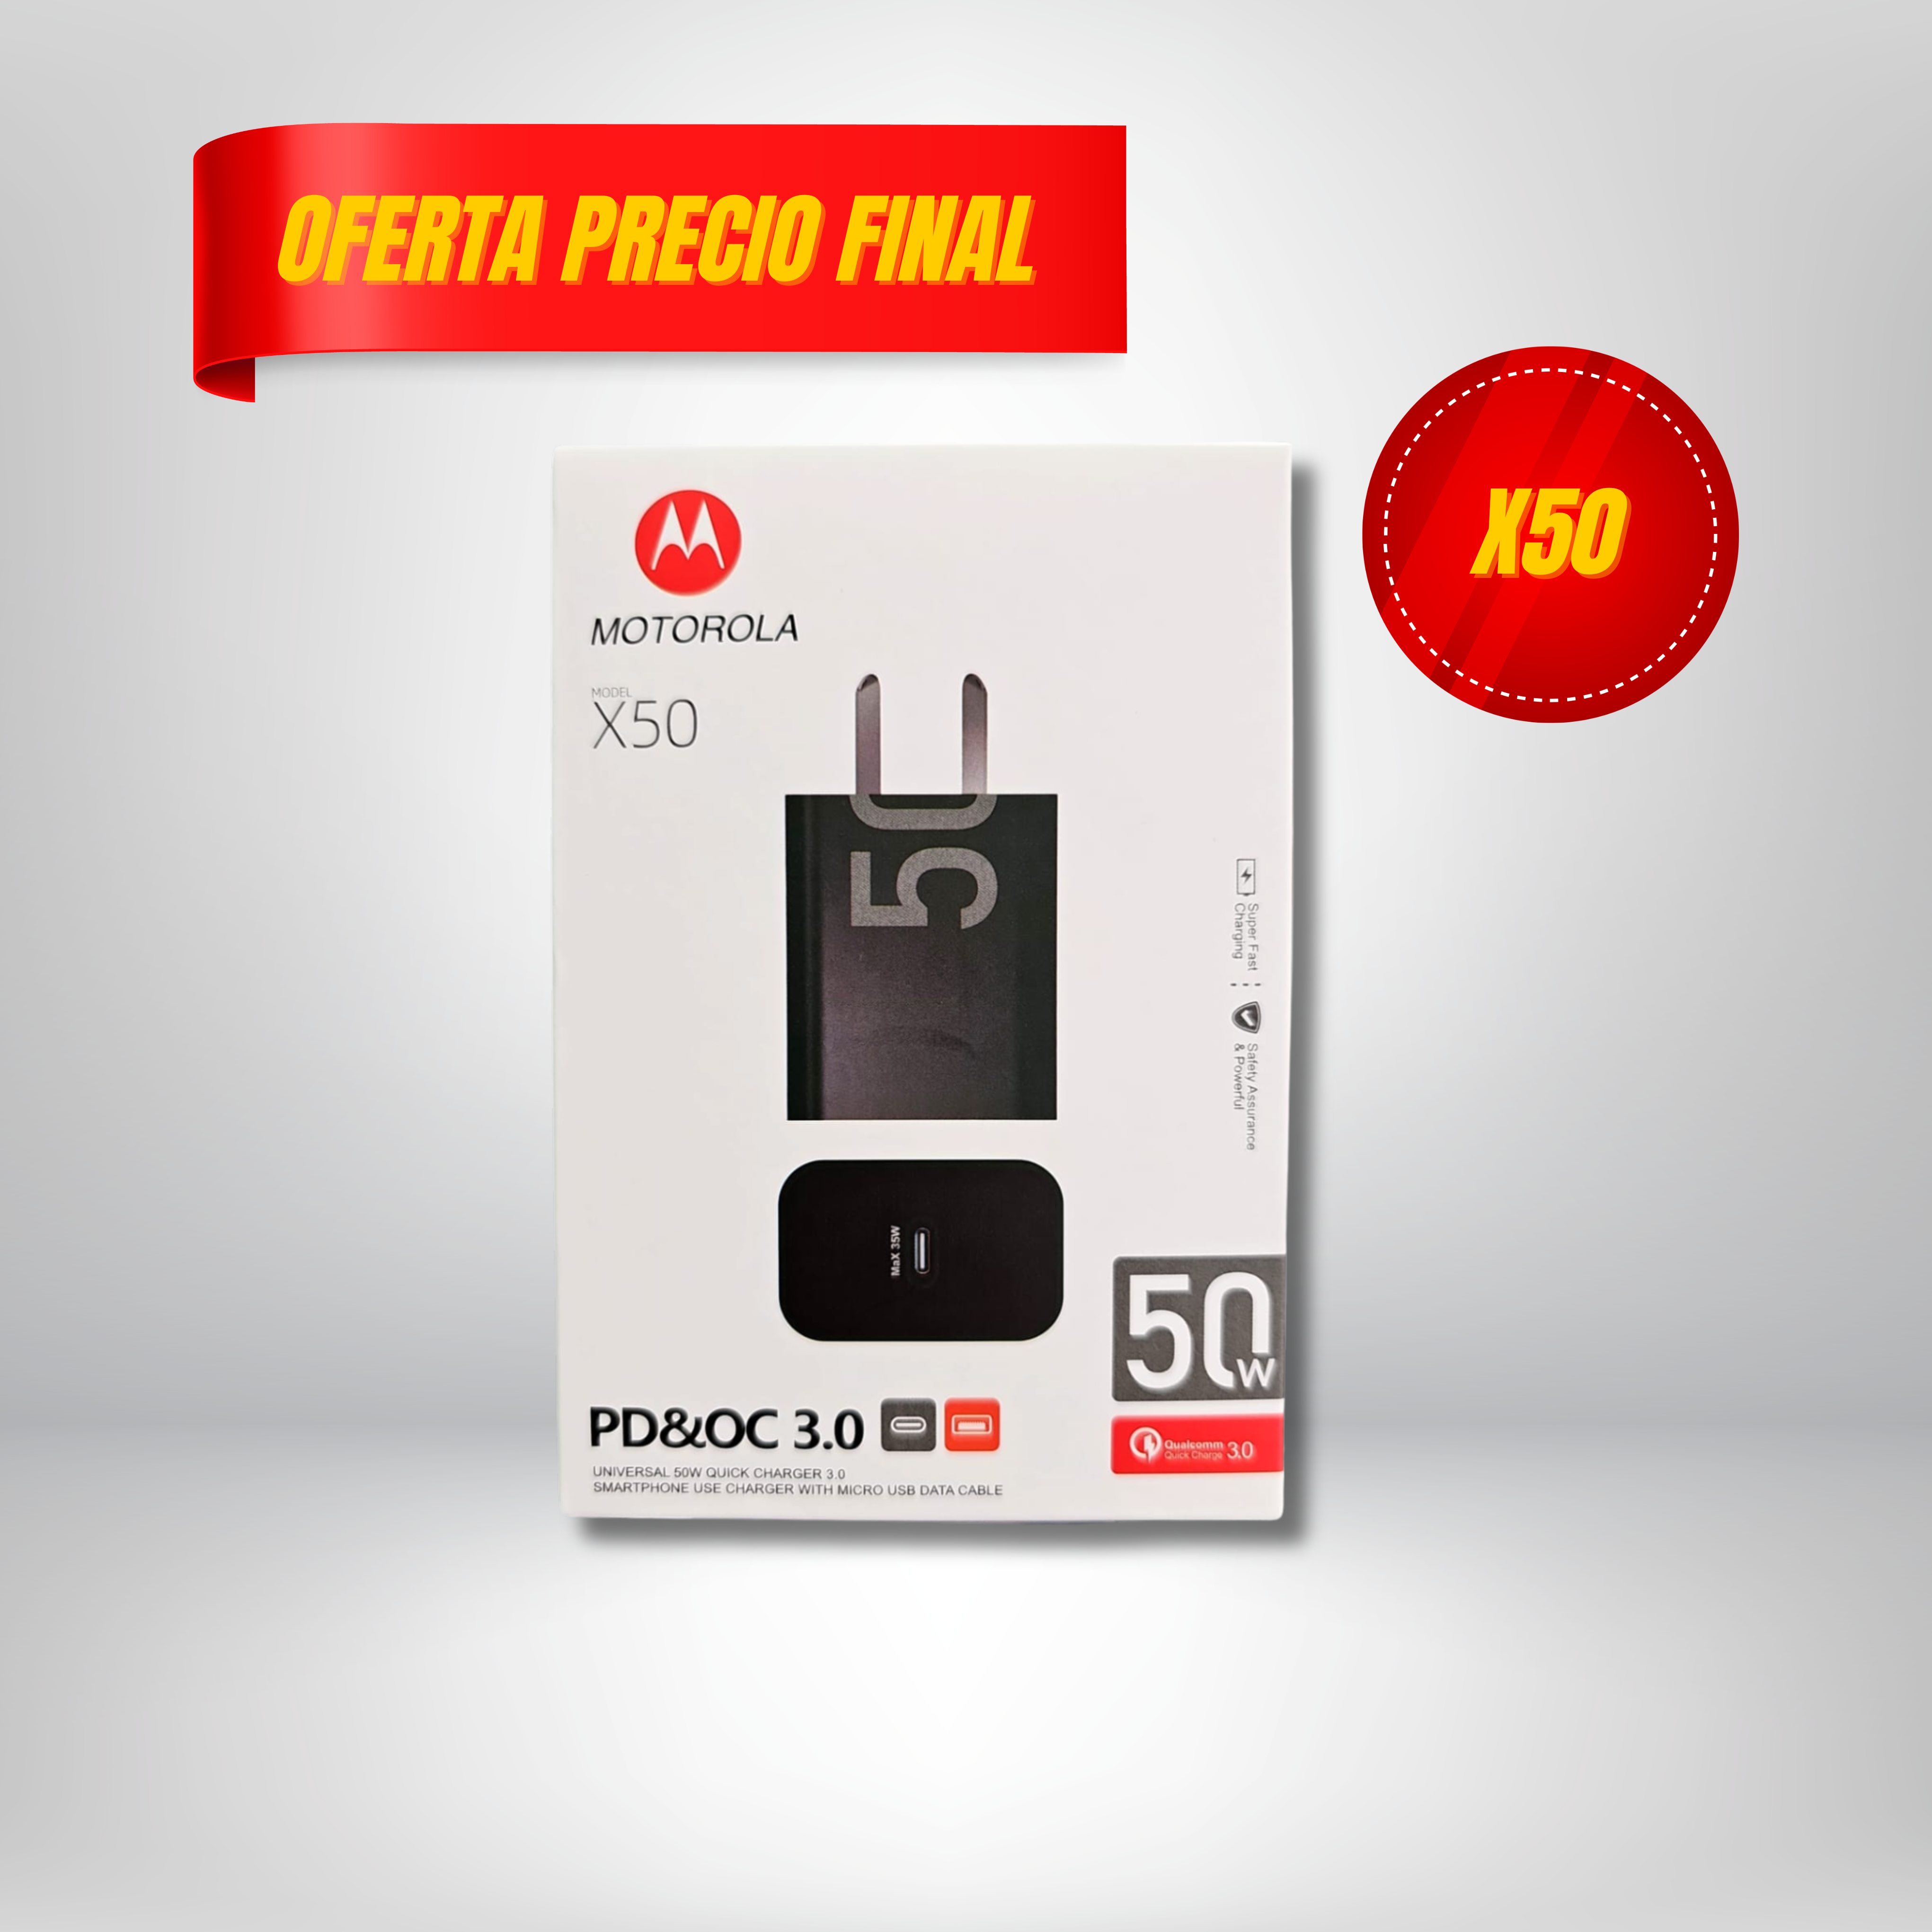 OFERTA PRECIO FINAL
X50
MOTOROLA
MODEL
X50
50
Super Fast
Charging
Safety Assurance
& Powerful
MaX 35W
50W
PD&OC 3.0
Qualcomm
Quick Charge 3.0
UNIVERSAL 50W QUICK CHARGER 3.0
SMARTPHONE USE CHARGER WITH MICRO USB DATA CABLE